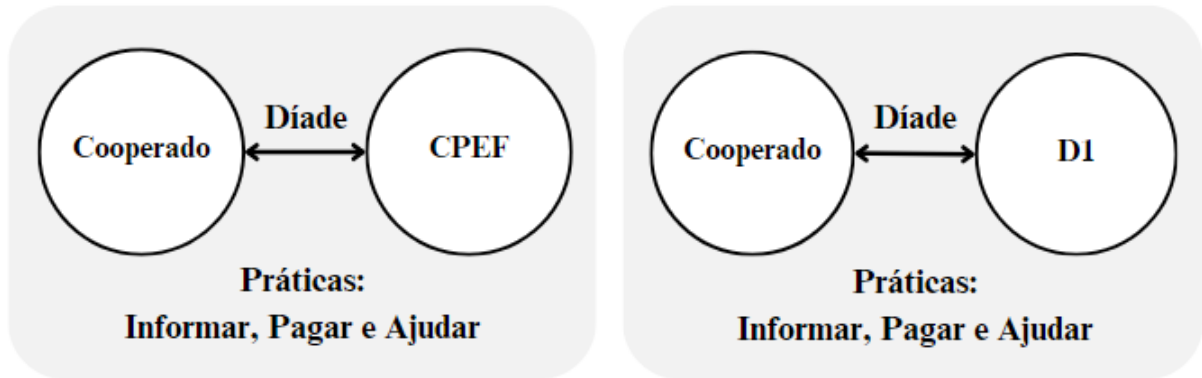 Díade
Cooperado
CPEF
Práticas:
Informar, Pagar e Ajudar
Díade
Cooperado
D1
Práticas:
Informar, Pagar e Ajudar